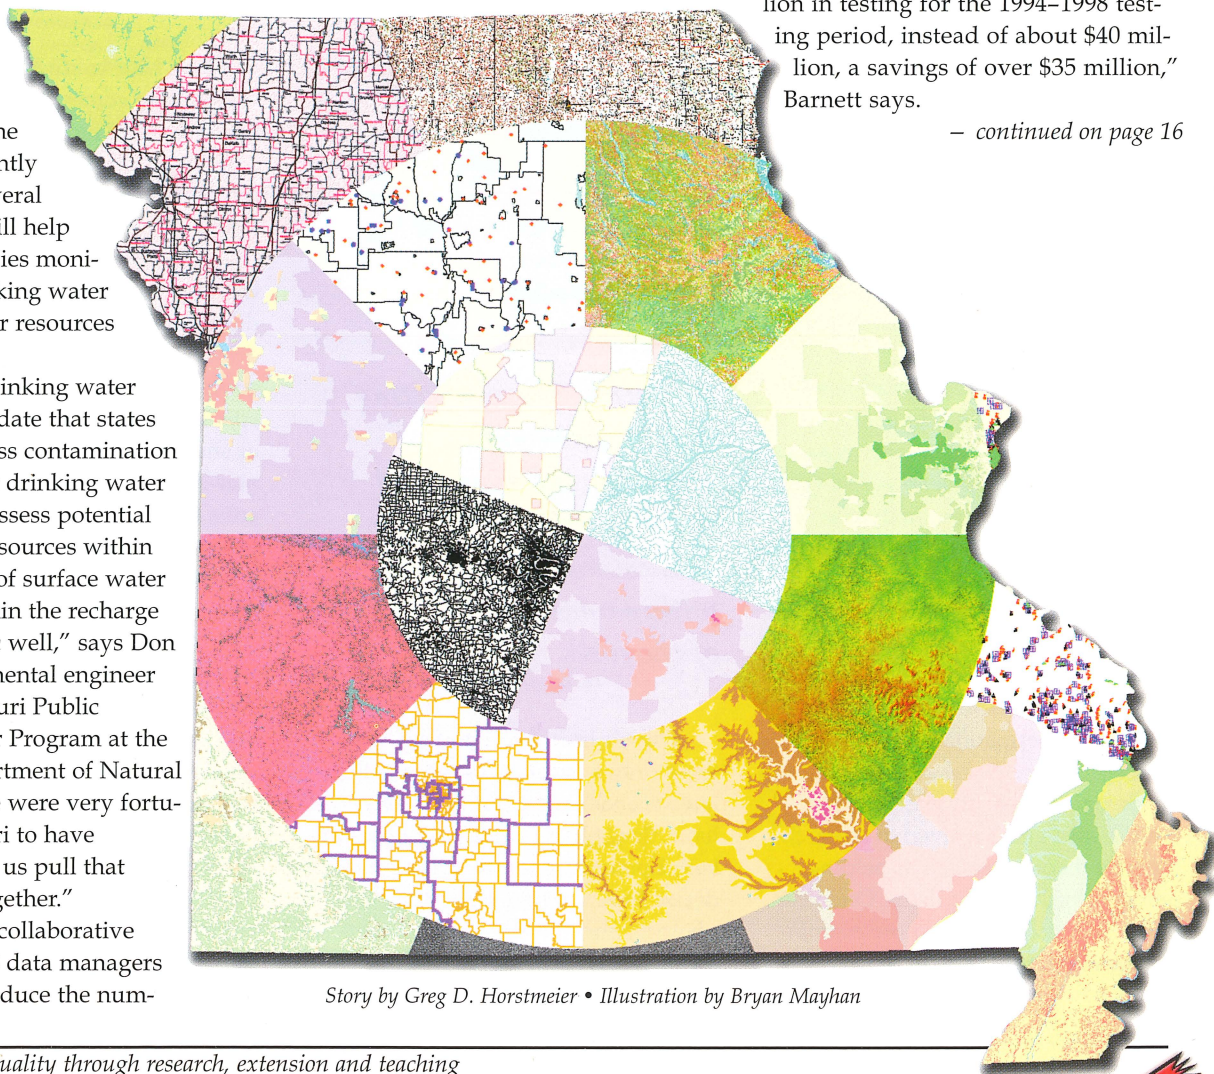 ne
ntly
veral
ill help
ies moni-
king water
r resources
inking water
date that states
ss contamination
drinking water
ssess potential
sources within
of surface water
in the recharge
well,” says Don
mental engineer
uri Public
r Program at the
rtment of Natural
were very fortu-
ri to have
us pull that
gether.”
collaborative
data managers
duce the num-
lion in testing for the 1994–1998 test-
ing period, instead of about $40 mil-
lion, a savings of over $35 million,”
Barnett says.
– continued on page 16
Story by Greg D. Horstmeier • Illustration by Bryan Mayhan
uality through research, extension and teaching